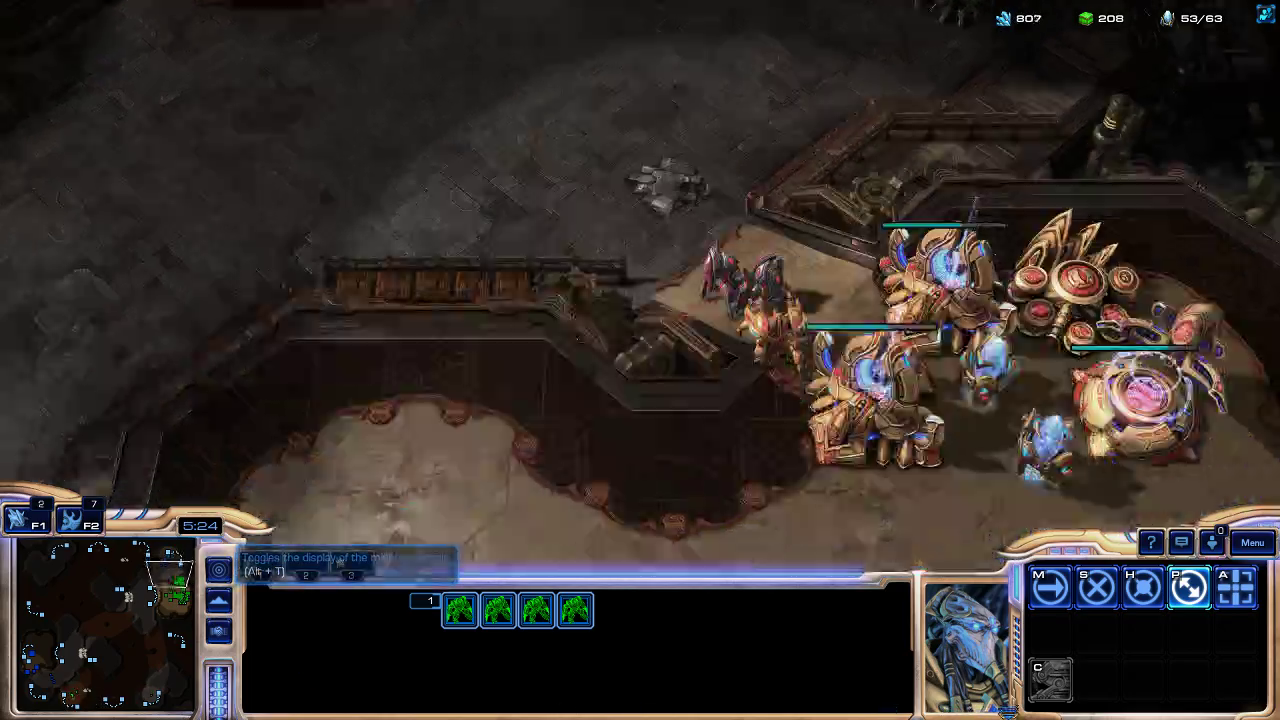 807 208 53/63
2 7
F1 F2
5:24
0
? Menu
Toggles the display of the mi
(Alt + T)
2 3
1
M S H P A
C